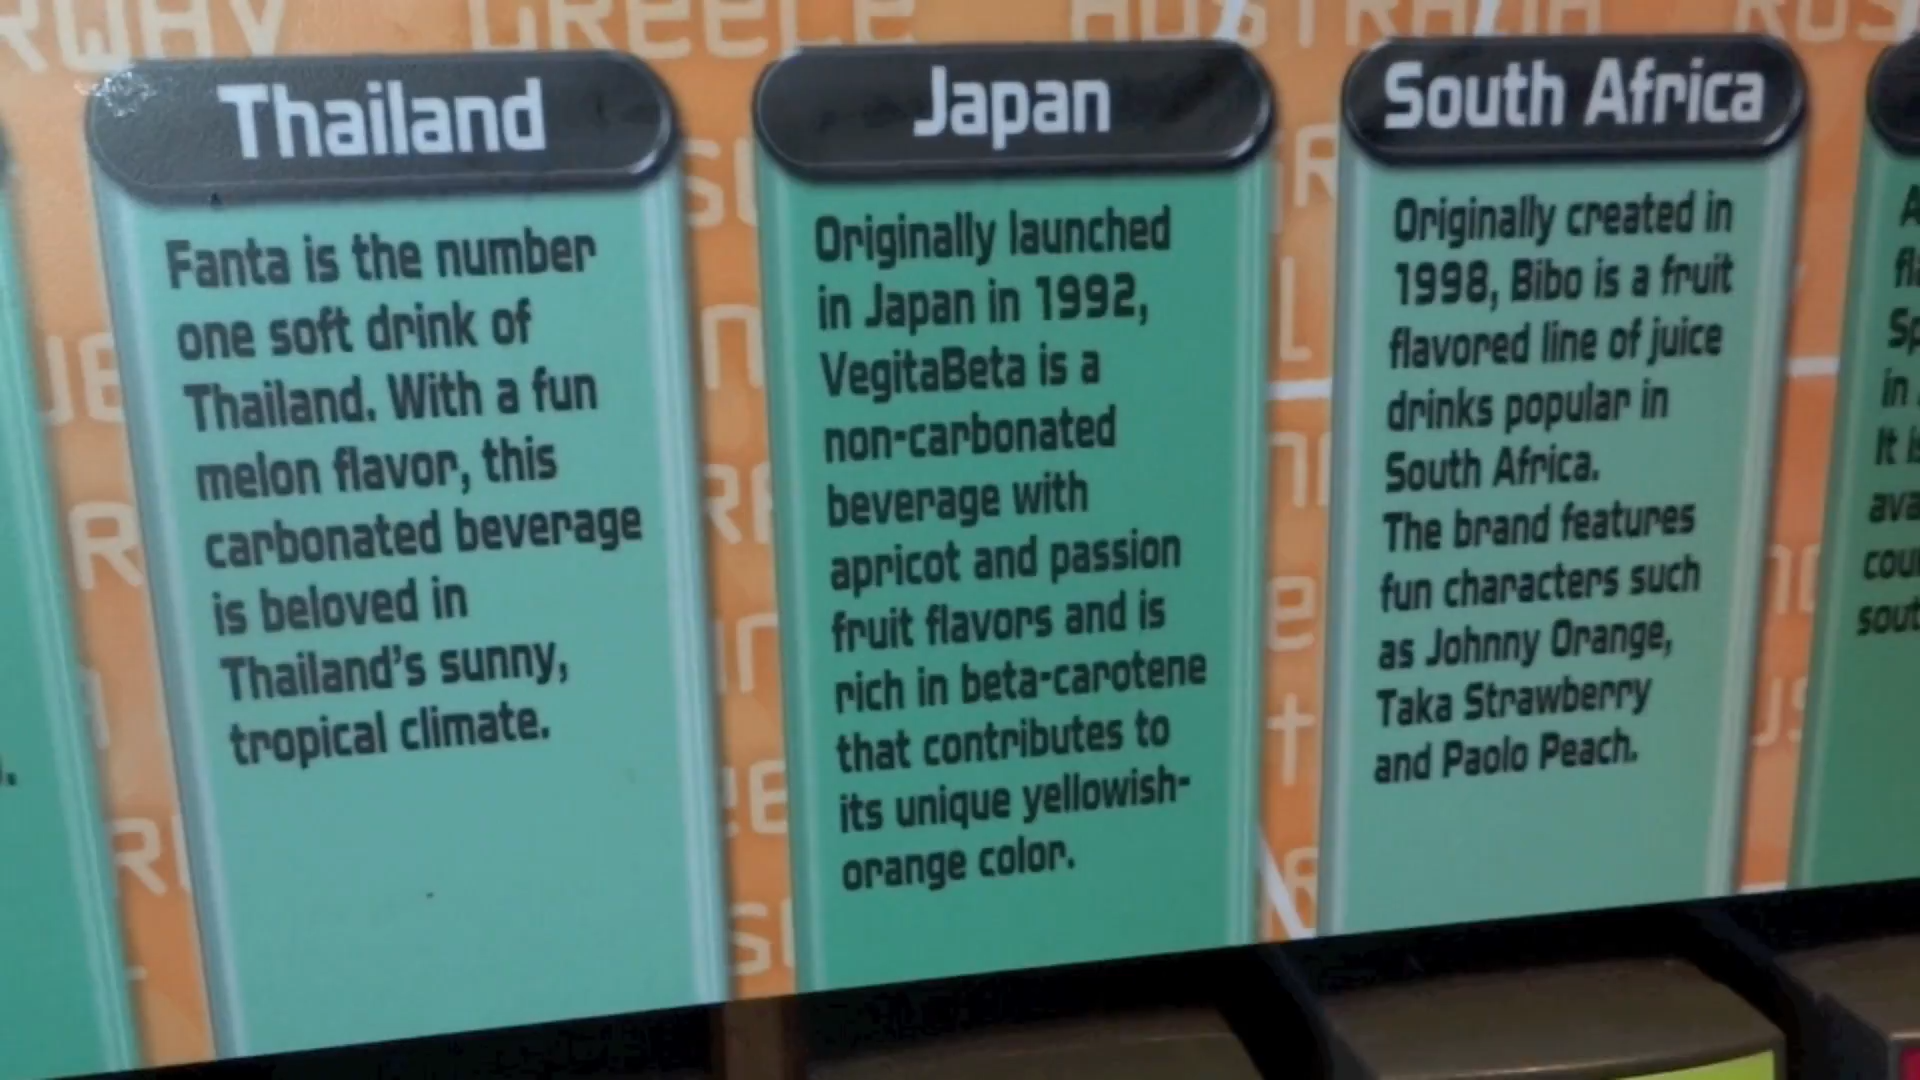 GREECE
AUSTRALIA
Thailand
Fanta is the number
one soft drink of
Thailand. With a fun
melon flavor, this
carbonated beverage
is beloved in
Thailand's sunny,
tropical climate.
Japan
Originally launched
in Japan in 1992,
VegitaBeta is a
non-carbonated
beverage with
apricot and passion
fruit flavors and is
rich in beta-carotene
that contributes to
its unique yellowish-
orange color.
South Africa
Originally created in
1998, Bibo is a fruit
flavored line of juice
drinks popular in
South Africa.
The brand features
fun characters such
as Johnny Orange,
Taka Strawberry
and Paolo Peach.
in